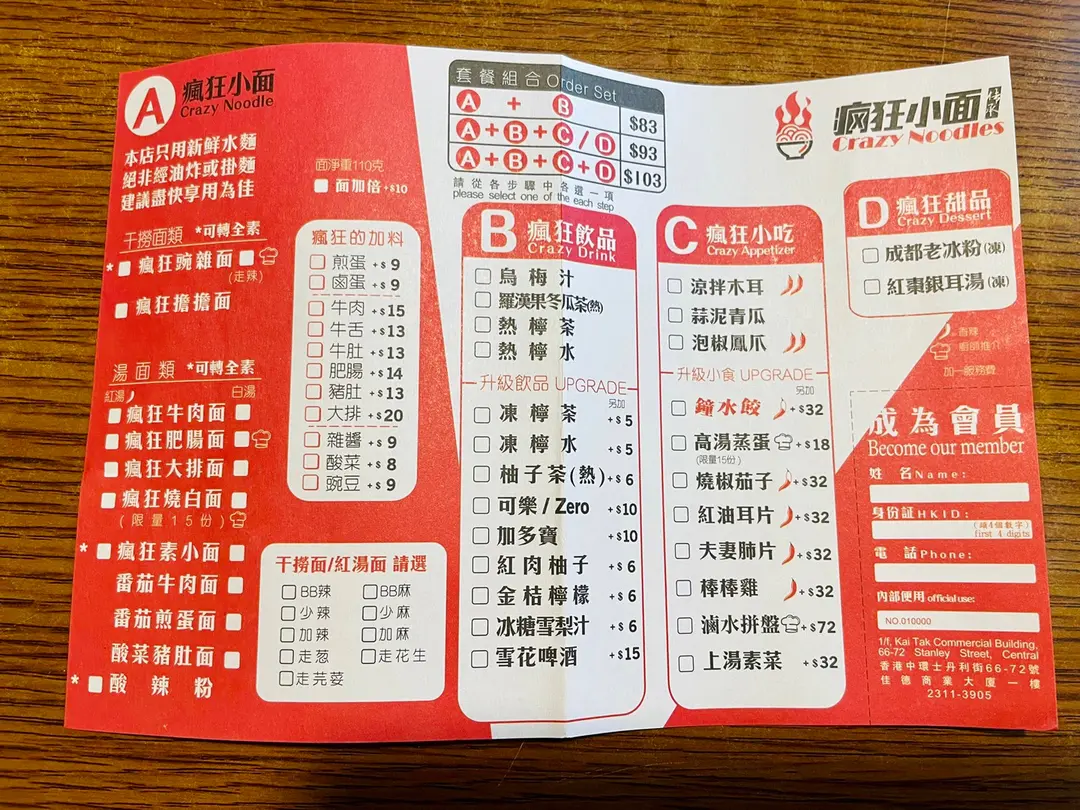 A 瘋狂小面
Crazy Noodle
本店只用新鮮水麵
絕非經油炸或掛麵
建議盡快享用為佳
面淨重110克
面加倍+$10
干撈面類 *可轉全素
* 瘋狂豌雜面
(走辣)
瘋狂擔擔面
湯面類 *可轉全素
紅湯 白湯
瘋狂牛肉面
瘋狂肥腸面
瘋狂大排面
瘋狂燒白面
(限量15份)
* 瘋狂素小面
番茄牛肉面
番茄煎蛋面
酸菜豬肚面
* 酸辣粉
瘋狂的加料
煎蛋 +$9
鹵蛋 +$9
牛肉 +$15
牛舌 +$13
牛肚 +$13
肥腸 +$14
豬肚 +$13
大排 +$20
雜醬 +$9
酸菜 +$8
豌豆 +$9
干撈面/紅湯面 請選
BB辣 BB麻
少辣 少麻
加辣 加麻
走葱 走花生
走芫荽
套餐組合 Order Set
A + B $83
A+B+C/D $93
A+B+C+D $103
請從各步驟中各選一項
please select one of the each step
B 瘋狂飲品
Crazy Drink
烏梅汁
羅漢果冬瓜茶(熱)
熱檸茶
熱檸水
升級飲品 UPGRADE
另加
凍檸茶 +$5
凍檸水 +$5
柚子茶(熱) +$6
可樂/Zero +$10
加多寶 +$10
紅肉柚子 +$6
金桔檸檬 +$6
冰糖雪梨汁 +$6
雪花啤酒 +$15
C 瘋狂小吃
Crazy Appetizer
涼拌木耳
蒜泥青瓜
泡椒鳳爪
升級小食 UPGRADE
另加
鐘水餃 +$32
高湯蒸蛋 +$18
(限量15份)
燒椒茄子 +$32
紅油耳片 +$32
夫妻肺片 +$32
棒棒雞 +$32
滷水拼盤 +$72
上湯素菜 +$32
瘋狂小面
Crazy Noodles
D 瘋狂甜品
Crazy Dessert
成都老冰粉(凍)
紅棗銀耳湯(凍)
香辣
廚師推介
加一服務費
成為會員
Become our member
姓 名Name:
身份証HKID:
(頭4個數字)
first 4 digits
電 話Phone:
內部使用 official use:
NO.010000
1/f, Kai Tak Commercial Building,
66-72 Stanley Street, Central
香港中環士丹利街66-72號
佳德商業大廈一樓
2311-3905